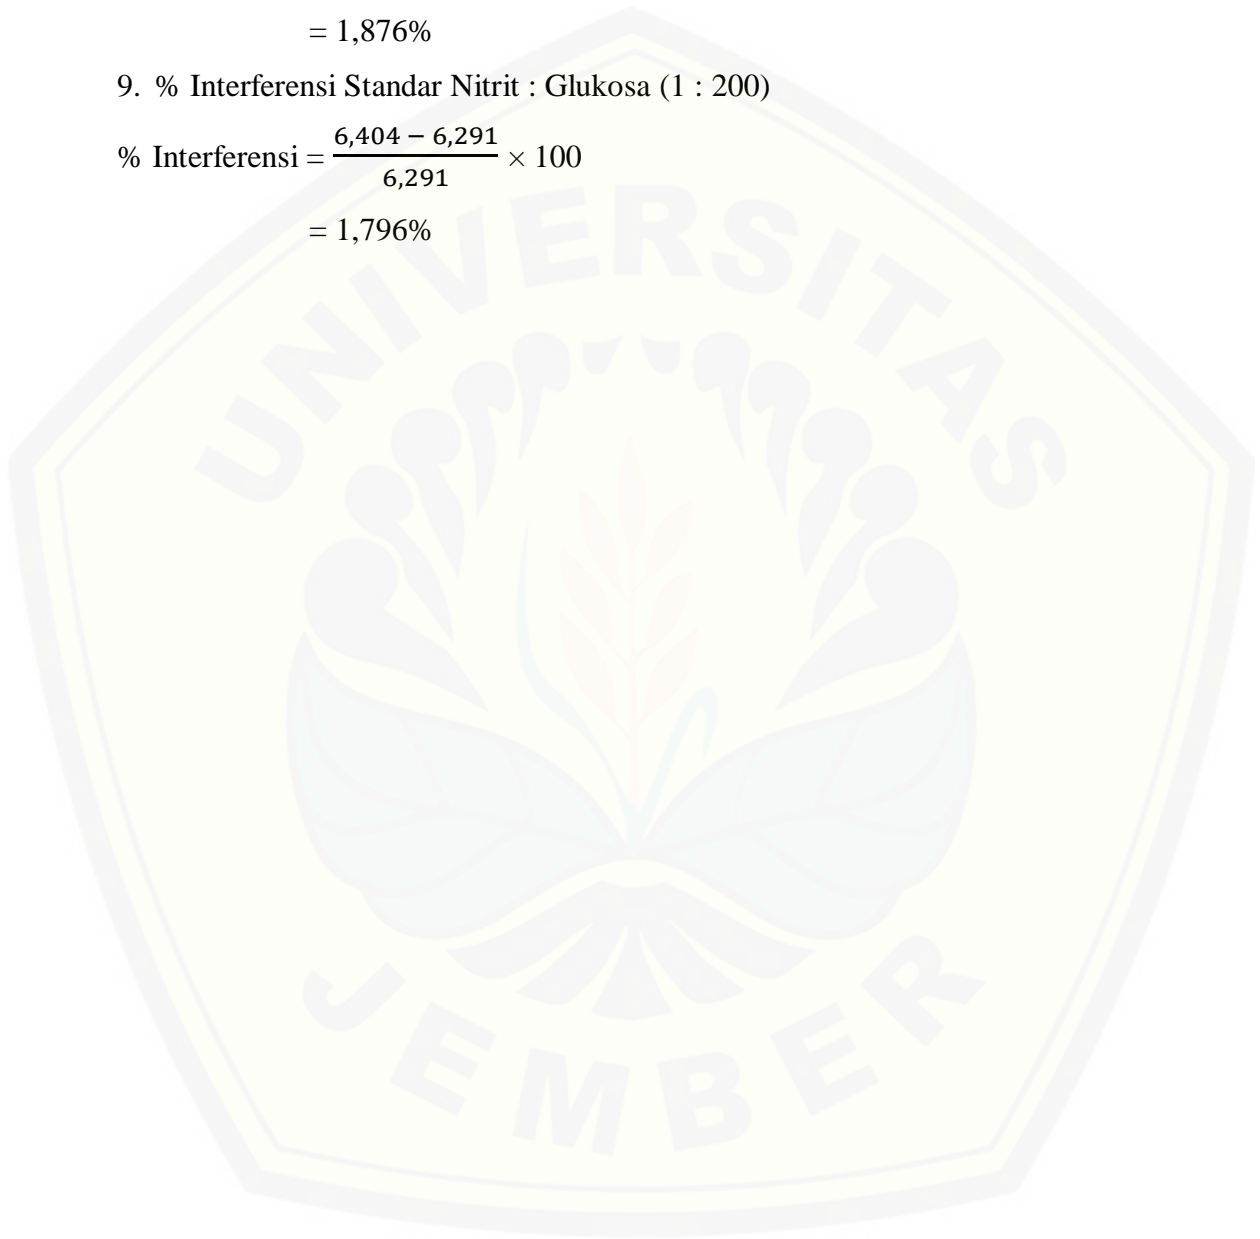 = 1,876%
9. % Interferensi Standar Nitrit : Glukosa (1 : 200)
% Interferensi = \frac{6,404 − 6,291}{6,291} × 100
= 1,796%
UNIVERSITAS
JEMBER